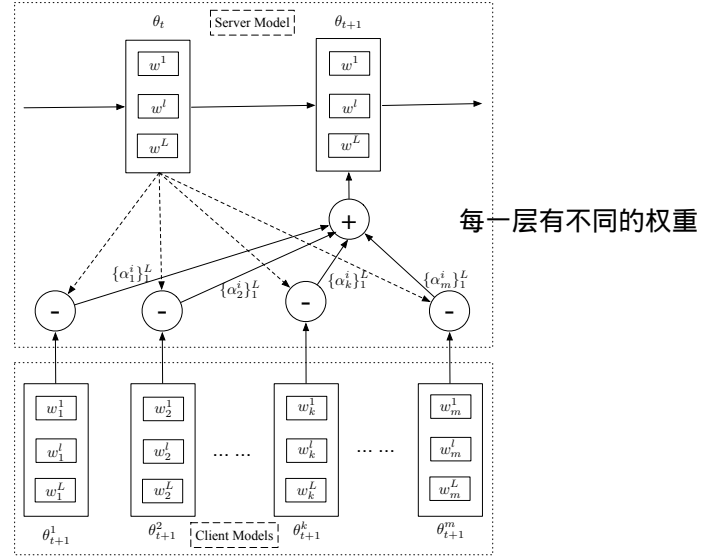 θ_t Server Model θ_{t+1}
w^1 w^1
w^l w^l
w^L w^L
+ 每一层有不同的权重
{α_1^i}_1^L {α_2^i}_1^L {α_k^i}_1^L {α_m^i}_1^L
- - - -
w_1^1 w_2^1 w_k^1 w_m^1
w_1^l w_2^l ... ... w_k^l ... ... w_m^l
w_1^L w_2^L w_k^L w_m^L
θ_{t+1}^1 θ_{t+1}^2 Client Models θ_{t+1}^k θ_{t+1}^m